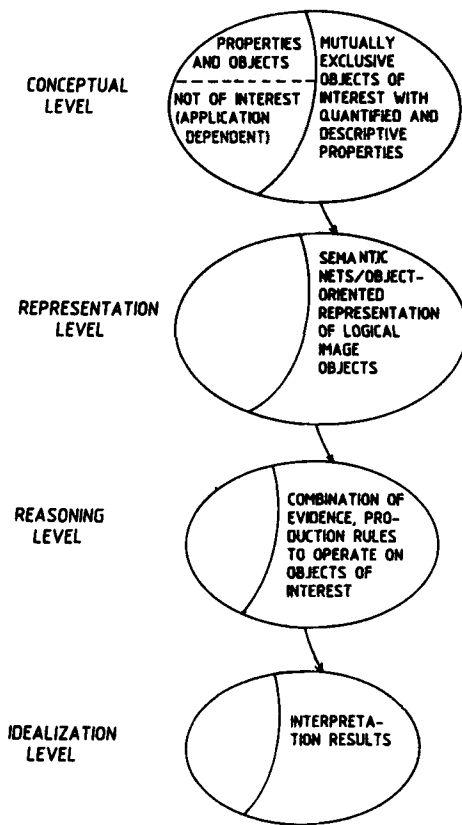 CONCEPTUAL
LEVEL
PROPERTIES
AND OBJECTS
NOT OF INTEREST
(APPLICATION
DEPENDENT)
MUTUALLY
EXCLUSIVE
OBJECTS OF
INTEREST WITH
QUANTIFIED AND
DESCRIPTIVE
PROPERTIES
REPRESENTATION
LEVEL
SEMANTIC
NETS/OBJECT-
ORIENTED
REPRESENTATION
OF LOGICAL
IMAGE
OBJECTS
REASONING
LEVEL
COMBINATION OF
EVIDENCE, PRO-
DUCTION RULES
TO OPERATE ON
OBJECTS OF
INTEREST
IDEALIZATION
LEVEL
INTERPRETA-
TION RESULTS